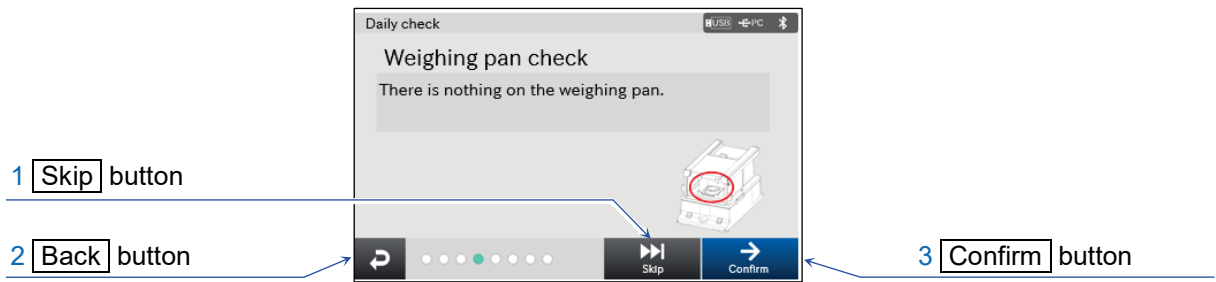 Daily check
USB PC
Weighing pan check
There is nothing on the weighing pan.
1 Skip button
2 Back button
Skip
Confirm
3 Confirm button